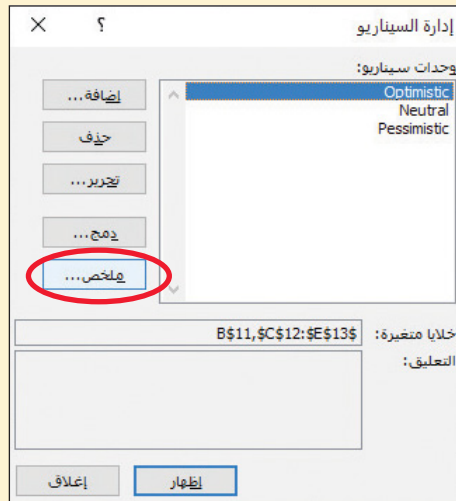 إدارة السيناريو
؟
وحدات سيناريو:
Optimistic
Neutral
Pessimistic
إضافة...
حذف
تحرير...
دمج...
ملخص...
خلايا متغيرة:
B$11,$C$12:$E$13$
التعليق:
إظهار
إغلاق